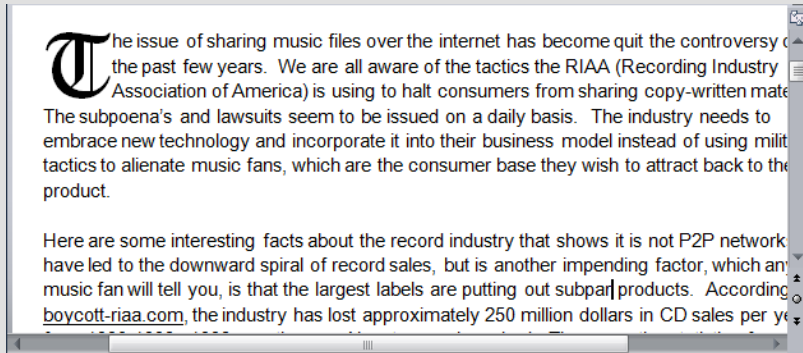 The issue of sharing music files over the internet has become quit the controversy
the past few years. We are all aware of the tactics the RIAA (Recording Industry
Association of America) is using to halt consumers from sharing copy-written mate
The subpoena's and lawsuits seem to be issued on a daily basis. The industry needs to
embrace new technology and incorporate it into their business model instead of using milit
tactics to alienate music fans, which are the consumer base they wish to attract back to the
product.
Here are some interesting facts about the record industry that shows it is not P2P network
have led to the downward spiral of record sales, but is another impending factor, which any
music fan will tell you, is that the largest labels are putting out subpar products. According
boycott-riaa.com, the industry has lost approximately 250 million dollars in CD sales per ye